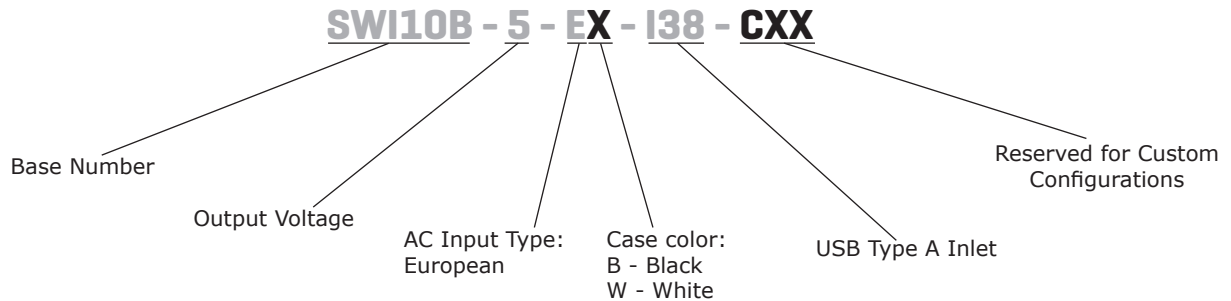 SWI10B - 5 - EX - I38 - CXX
Base Number
Output Voltage
AC Input Type:
European
Case color:
B - Black
W - White
USB Type A Inlet
Reserved for Custom
Configurations